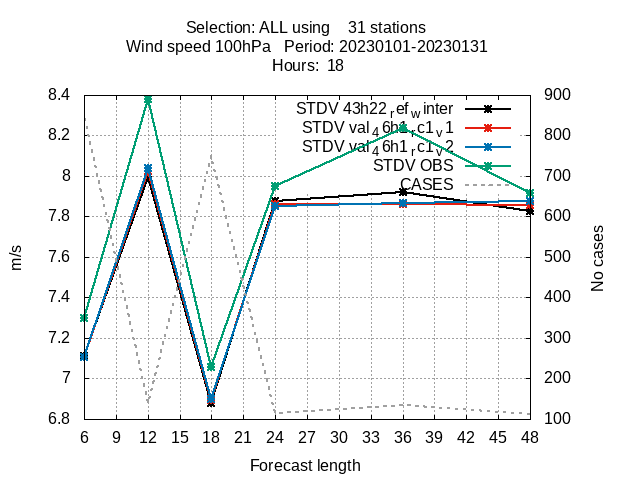 Selection: ALL using 31 stations
Wind speed 100hPa Period: 20230101-20230131
Hours: 18
8.4 900
STDV 43h22refwinter
8.2 800
STDV val46h1rc1v1
STDV val46h1rc1v2
STDV OBS
8 700
CASES
7.8 600
7.6 500
m/s
No cases
7.4 400
7.2 300
7 200
6.8 100
6 9 12 15 18 21 24 27 30 33 36 39 42 45 48
Forecast length